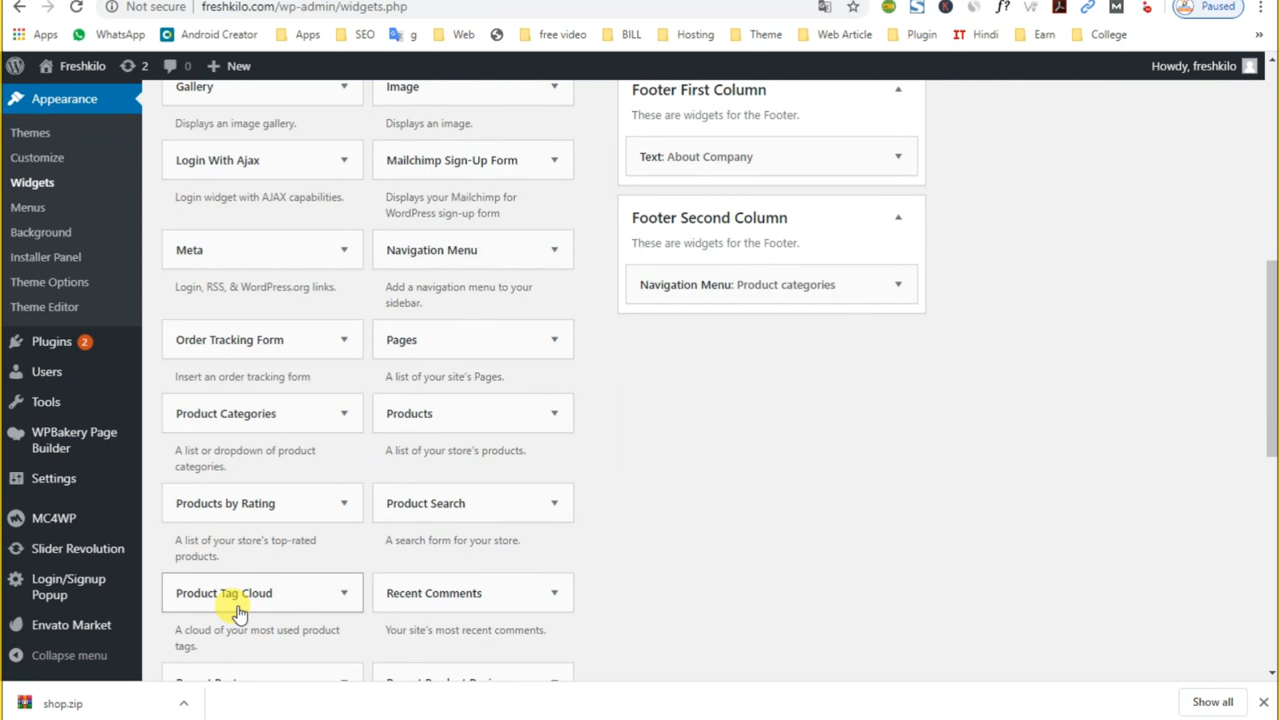 Not secure freshkilo.com/wp-admin/widgets.php Paused
Apps WhatsApp Android Creator Apps SEO g Web free video BILL Hosting Theme Web Article Plugin IT Hindi Earn College »
Freshkilo 2 0 New Howdy, freshkilo
Appearance
Themes
Customize
Widgets
Menus
Background
Installer Panel
Theme Options
Theme Editor
Plugins 2
Users
Tools
WPBakery Page
Builder
Settings
MC4WP
Slider Revolution
Login/Signup
Popup
Envato Market
Collapse menu
Gallery
Displays an image gallery.
Image
Displays an image.
Login With Ajax
Login widget with AJAX capabilities.
Mailchimp Sign-Up Form
Displays your Mailchimp for
WordPress sign-up form
Meta
Login, RSS, & WordPress.org links.
Navigation Menu
Add a navigation menu to your
sidebar.
Order Tracking Form
Insert an order tracking form
Pages
A list of your site's Pages.
Product Categories
A list or dropdown of product
categories.
Products
A list of your store's products.
Products by Rating
A list of your store's top-rated
products.
Product Search
A search form for your store.
Product Tag Cloud
A cloud of your most used product
tags.
Recent Comments
Your site's most recent comments.
Footer First Column
These are widgets for the Footer.
Text: About Company
Footer Second Column
These are widgets for the Footer.
Navigation Menu: Product categories
shop.zip
Show all